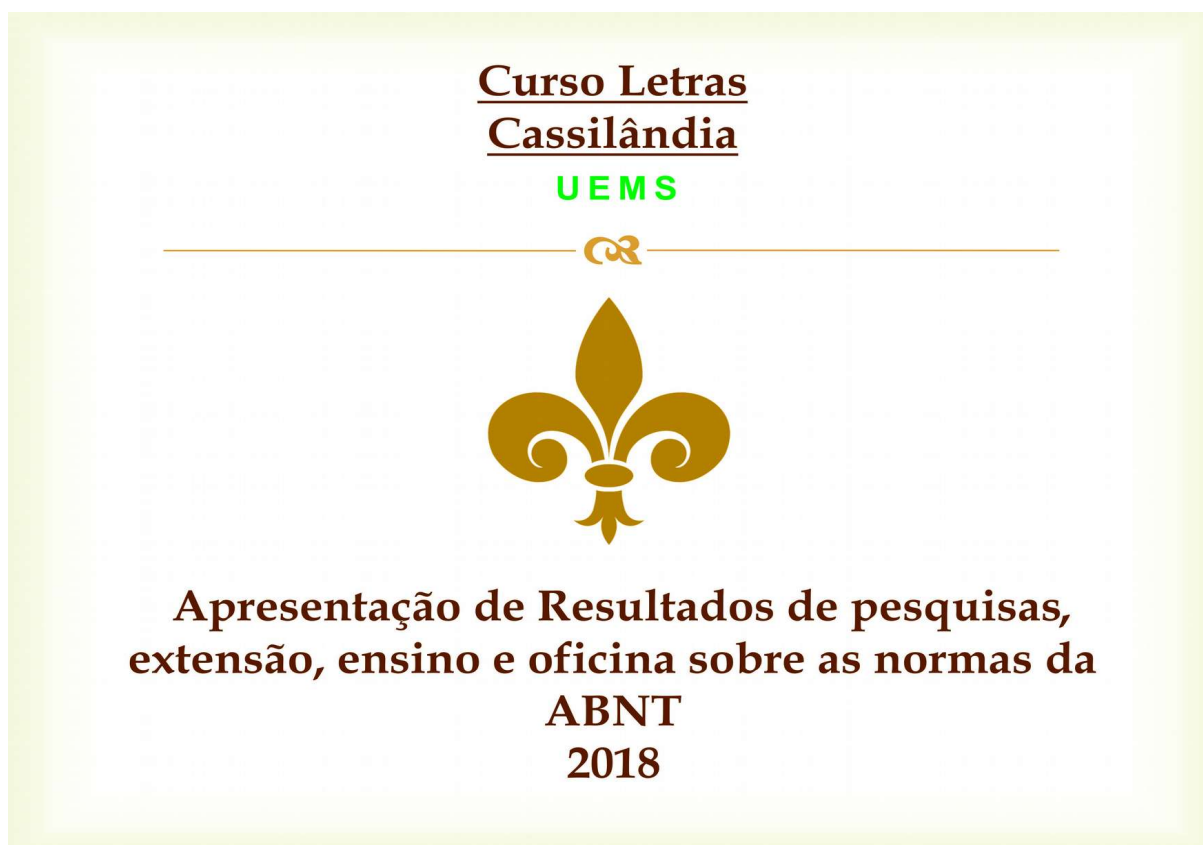 Curso Letras
Cassilândia
UEMS
Apresentação de Resultados de pesquisas,
extensão, ensino e oficina sobre as normas da
ABNT
2018